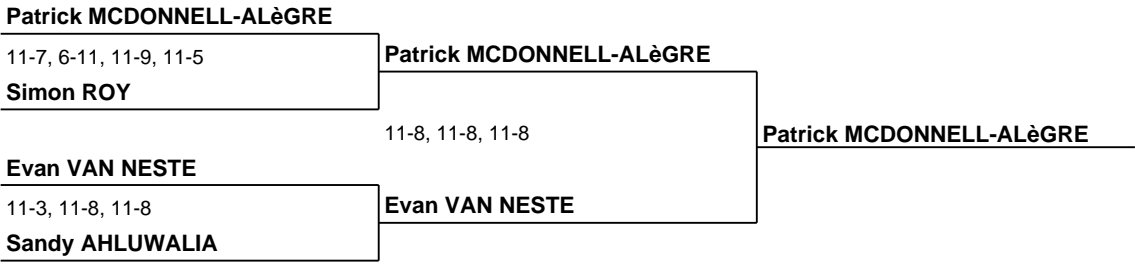 Patrick MCDONNELL-ALèGRE
11-7, 6-11, 11-9, 11-5
Simon ROY
Patrick MCDONNELL-ALèGRE
11-8, 11-8, 11-8
Patrick MCDONNELL-ALèGRE
Evan VAN NESTE
11-3, 11-8, 11-8
Sandy AHLUWALIA
Evan VAN NESTE